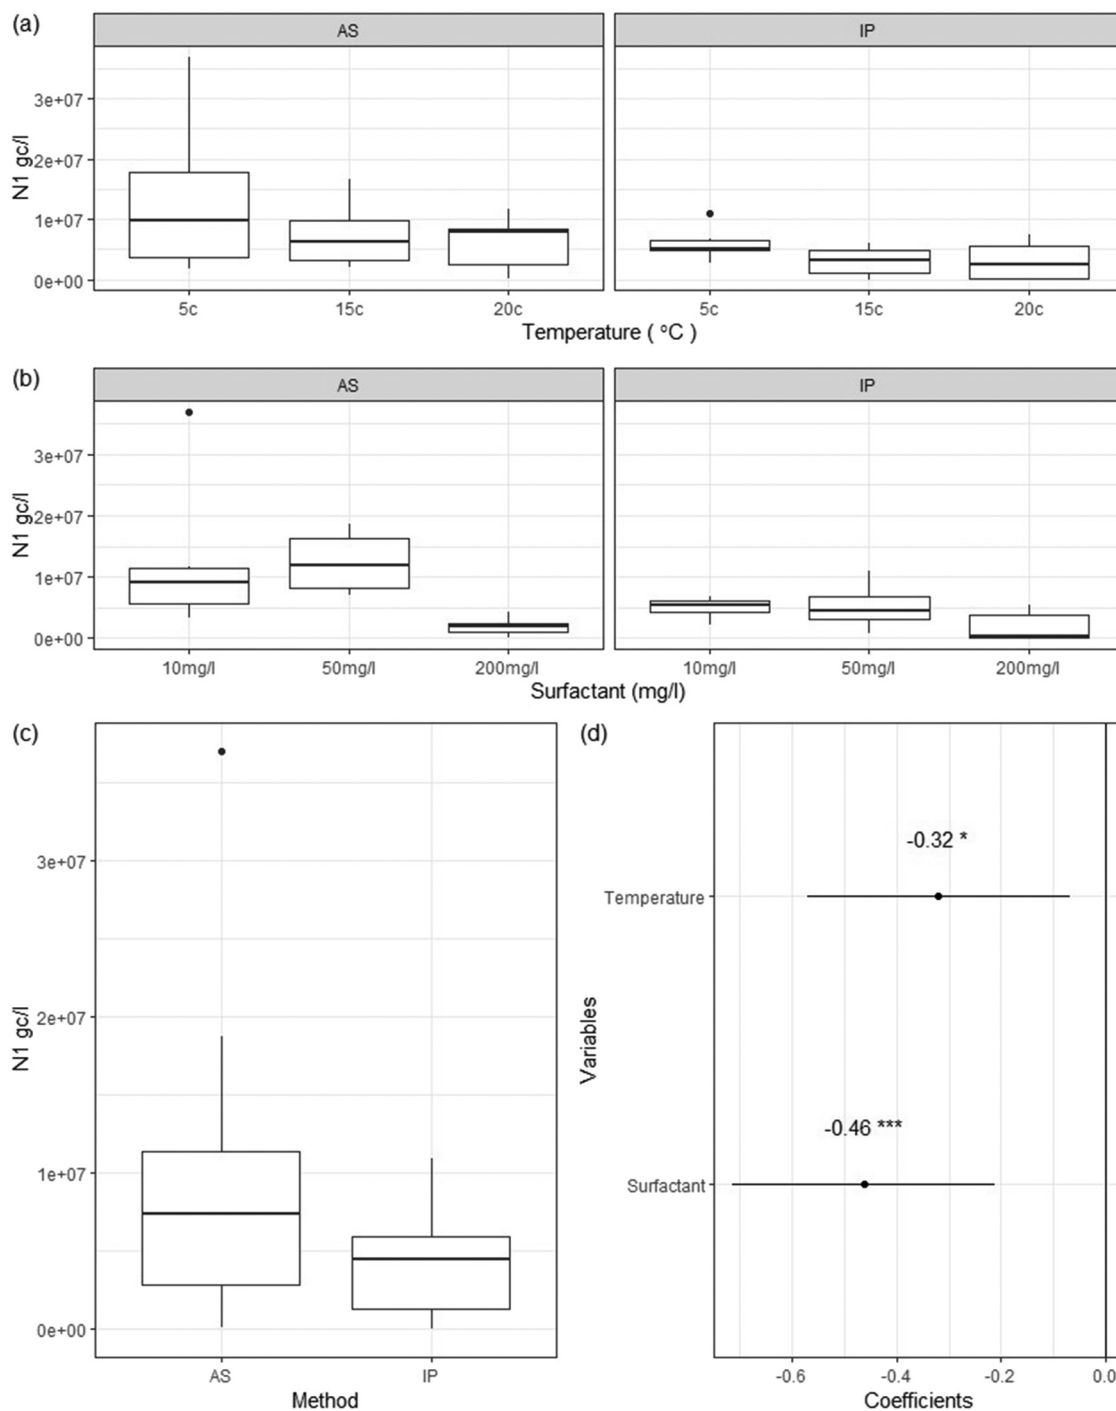 (a)
AS
IP
N1 gc/l
3e+07
2e+07
1e+07
0e+00
5c 15c 20c
5c 15c 20c
Temperature ( °C )
(b)
AS
IP
N1 gc/l
3e+07
2e+07
1e+07
0e+00
10mg/l 50mg/l 200mg/l
10mg/l 50mg/l 200mg/l
Surfactant (mg/l)
(c)
N1 gc/l
3e+07
2e+07
1e+07
0e+00
AS IP
Method
(d)
Variables
-0.32 *
Temperature
-0.46 ***
Surfactant
-0.6 -0.4 -0.2 0.0
Coefficients